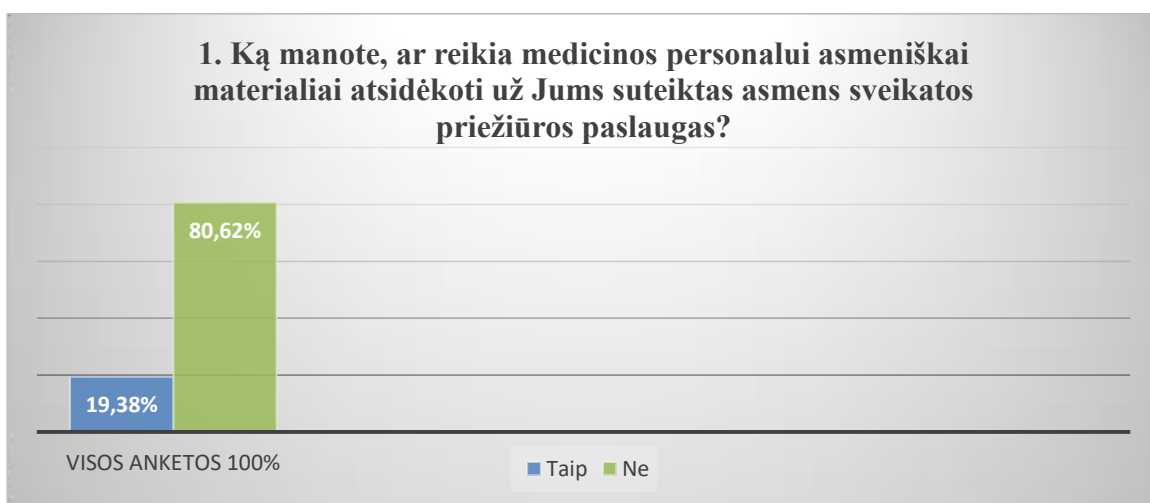 1. Ką manote, ar reikia medicinos personalui asmeniškai
materialiai atsidėkoti už Jums suteiktas asmens sveikatos
priežiūros paslaugas?
80,62%
19,38%
VISOS ANKETOS 100%
Taip Ne